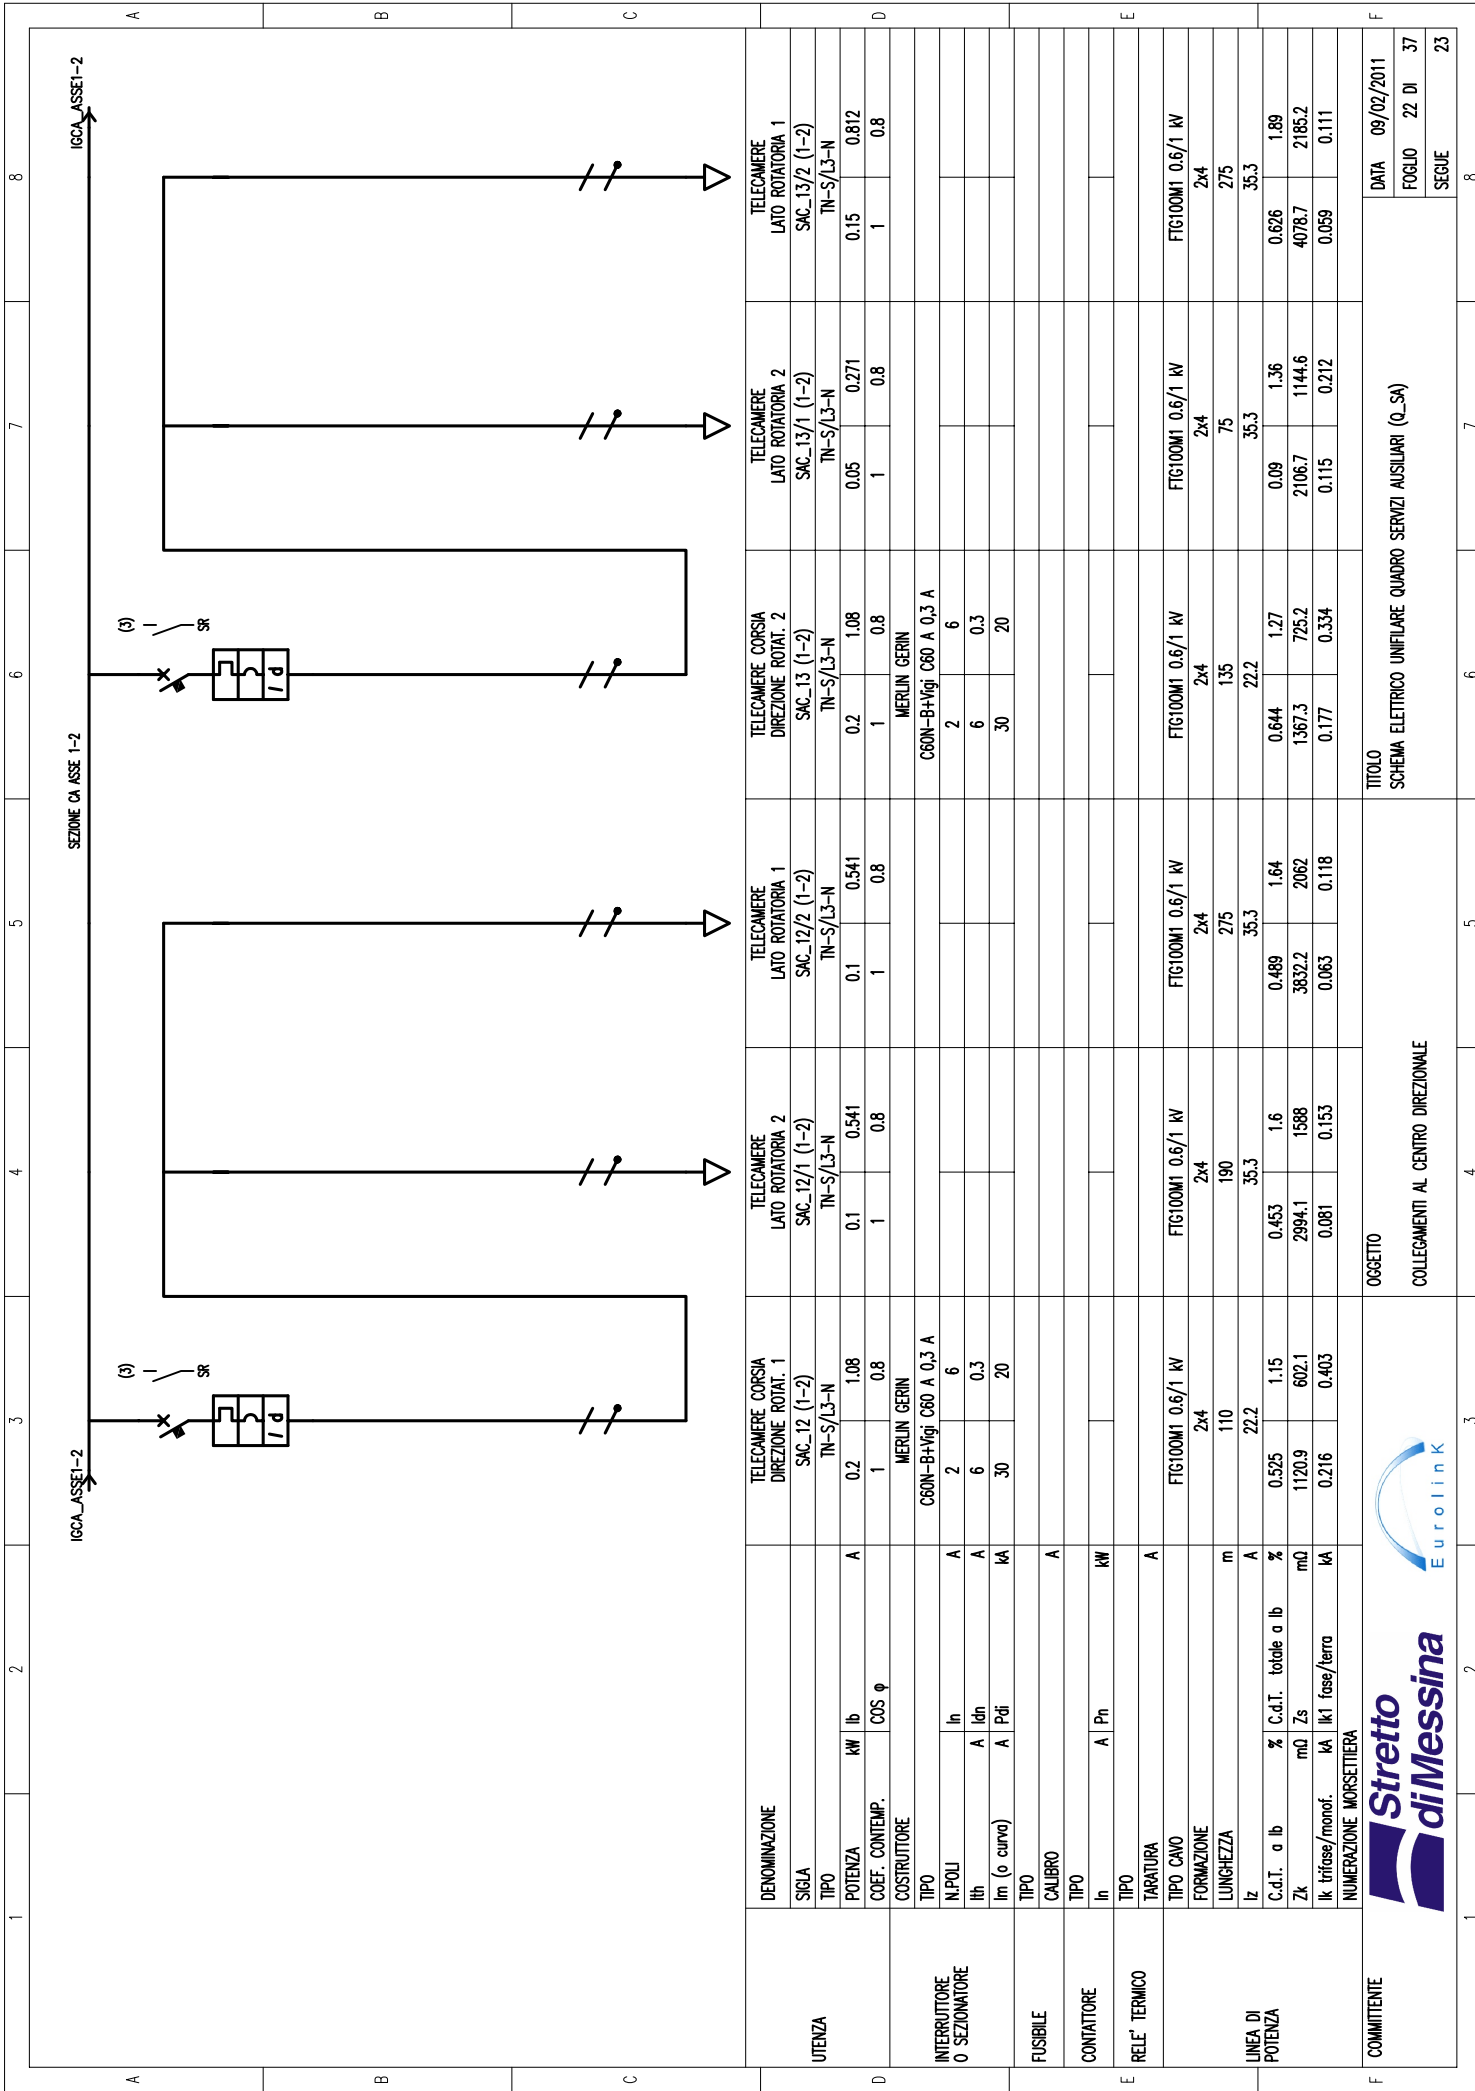 1 2 3 4 5 6 7 8
A A
B B
C C
D D
E E
F F
IGCA_ASSE1-2 SEZIONE CA ASSE 1-2 IGCA_ASSE1-2
(3) SR (3) SR
I d I d
UTENZA
DENOMINAZIONE TELECAMERE CORSIA DIREZIONE ROTAT. 1 TELECAMERE LATO ROTATORIA 2 TELECAMERE LATO ROTATORIA 1 TELECAMERE CORSIA DIREZIONE ROTAT. 2 TELECAMERE LATO ROTATORIA 2 TELECAMERE LATO ROTATORIA 1
SIGLA SAC_12 (1-2) SAC_12/1 (1-2) SAC_12/2 (1-2) SAC_13 (1-2) SAC_13/1 (1-2) SAC_13/2 (1-2)
TIPO TN-S/L3-N TN-S/L3-N TN-S/L3-N TN-S/L3-N TN-S/L3-N TN-S/L3-N
POTENZA kW Ib A 0.2 1.08 0.1 0.541 0.1 0.541 0.2 1.08 0.05 0.271 0.15 0.812
COEF. CONTEMP. COS φ 1 0.8 1 0.8 1 0.8 1 0.8 1 0.8 1 0.8
INTERRUTTORE
O SEZIONATORE
COSTRUTTORE MERLIN GERIN MERLIN GERIN
TIPO C60N-B+Vigi C60 A 0,3 A C60N-B+Vigi C60 A 0,3 A
N.POLI In A 2 6 2 6
Ith A Idn A 6 0.3 6 0.3
Im (o curva) A Pdi kA 30 20 30 20
FUSIBILE
TIPO
CALIBRO A
CONTATTORE
TIPO
In A Pn kW
RELE' TERMICO
TIPO
TARATURA A
LINEA DI
POTENZA
TIPO CAVO FTG10OM1 0.6/1 kV FTG10OM1 0.6/1 kV FTG10OM1 0.6/1 kV FTG10OM1 0.6/1 kV FTG10OM1 0.6/1 kV FTG10OM1 0.6/1 kV
FORMAZIONE 2x4 2x4 2x4 2x4 2x4 2x4
LUNGHEZZA m 110 190 275 135 75 275
Iz A 22.2 35.3 35.3 22.2 35.3 35.3
C.d.T. a Ib % C.d.T. totale a Ib % 0.525 1.15 0.453 1.6 0.489 1.64 0.644 1.27 0.09 1.36 0.626 1.89
Zk mΩ Zs mΩ 1120.9 602.1 2994.1 1588 3832.2 2062 1367.3 725.2 2106.7 1144.6 4078.7 2185.2
Ik trifase/monof. kA Ik1 fase/terra kA 0.216 0.403 0.081 0.153 0.063 0.118 0.177 0.334 0.115 0.212 0.059 0.111
NUMERAZIONE MORSETTIERA
COMMITTENTE
Stretto
di Messina
EurolinK
OGGETTO
COLLEGAMENTI AL CENTRO DIREZIONALE
TITOLO
SCHEMA ELETTRICO UNIFILARE QUADRO SERVIZI AUSILIARI (Q_SA)
DATA 09/02/2011
FOGLIO 22 DI 37
SEGUE 23
1 2 3 4 5 6 7 8